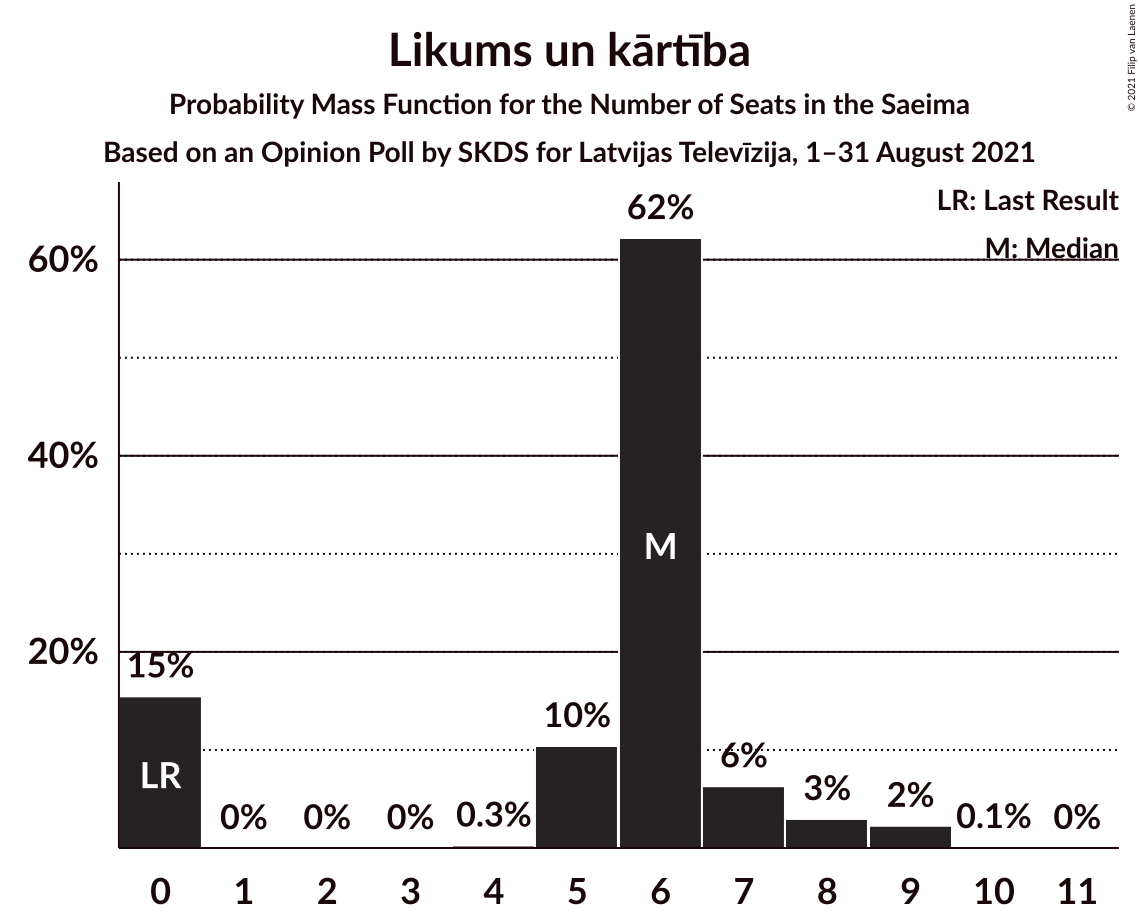 Likums un kārtība
Probability Mass Function for the Number of Seats in the Saeima
Based on an Opinion Poll by SKDS for Latvijas Televīzija, 1–31 August 2021
© 2021 Filip van Laenen
LR: Last Result
M: Median
62%
60%
40%
M
20%
15%
10%
LR
6%
3%
2%
0%
0%
0%
0.3%
0.1%
0%
0 1 2 3 4 5 6 7 8 9 10 11